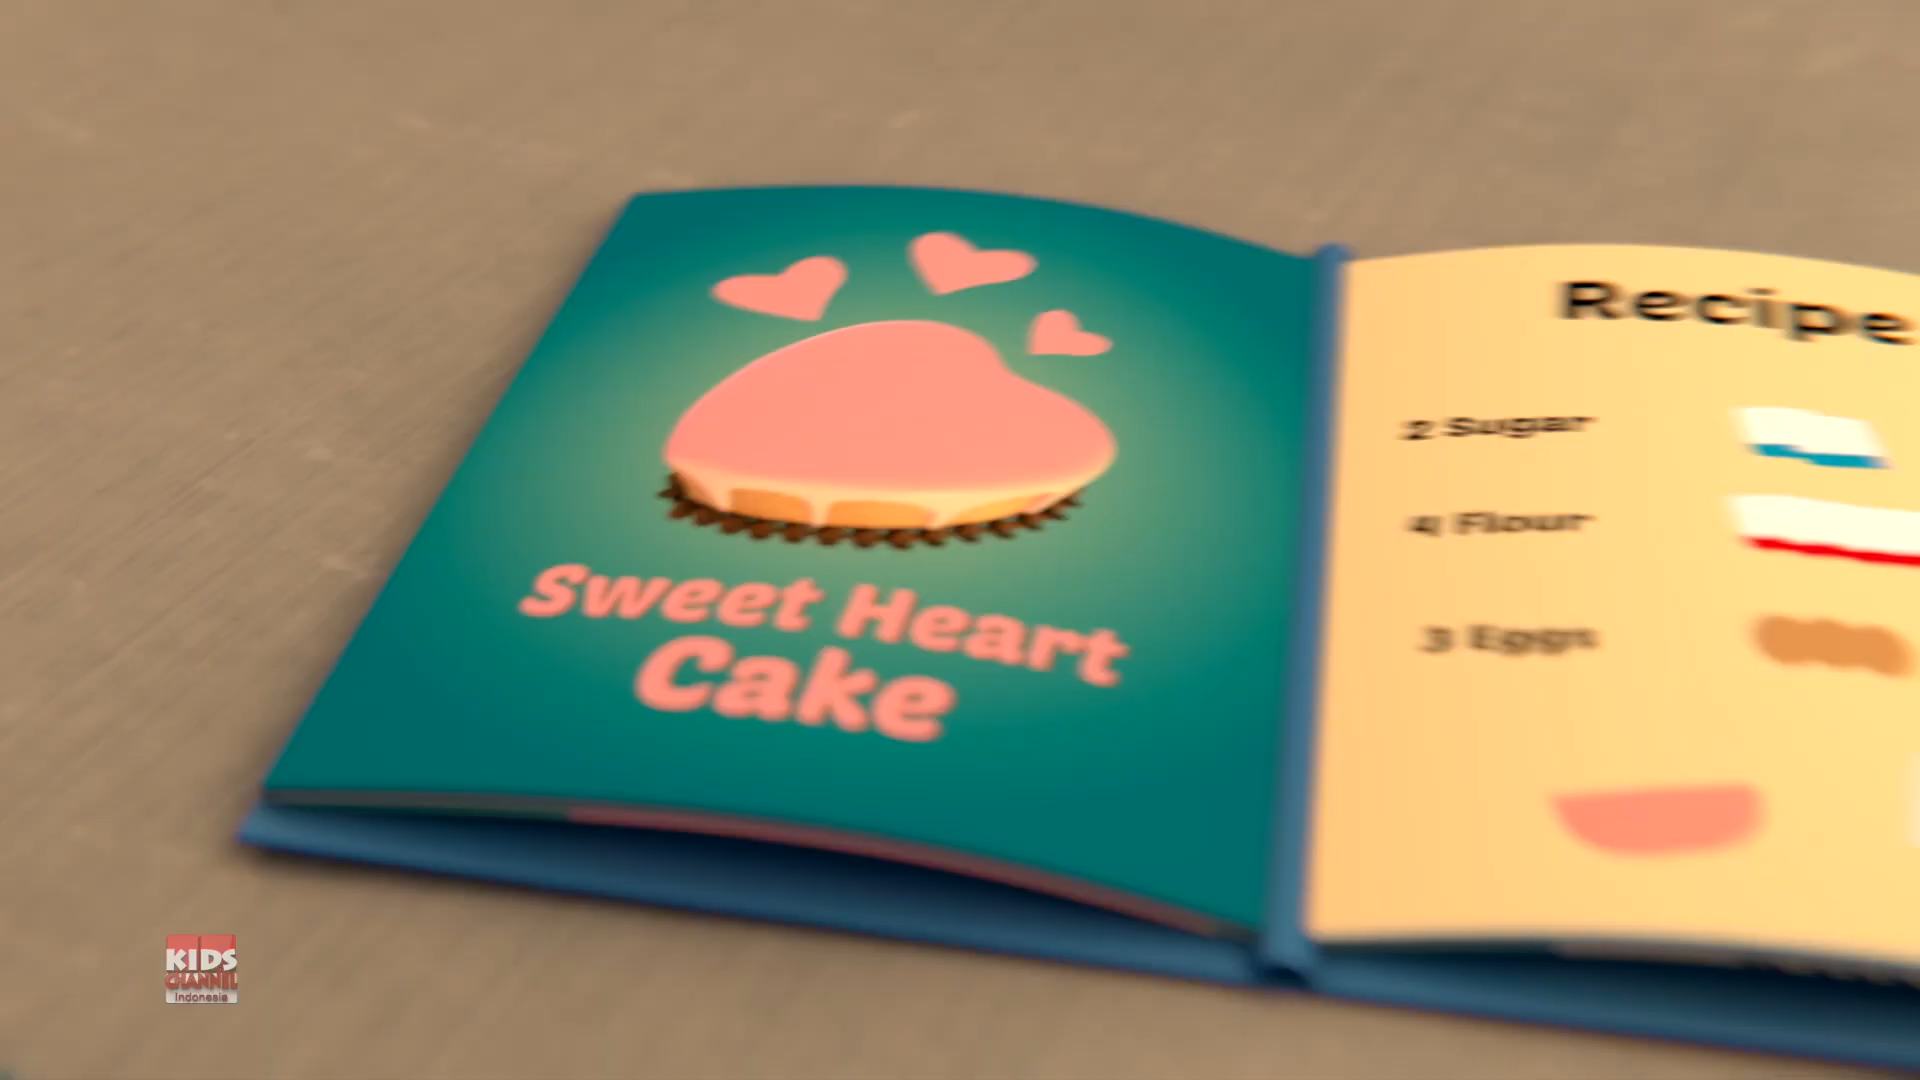 Sweet Heart
Cake
Recipe
2 Sugar
4 Flour
3 Eggs
KIDS
CHANNEL
Indonesia